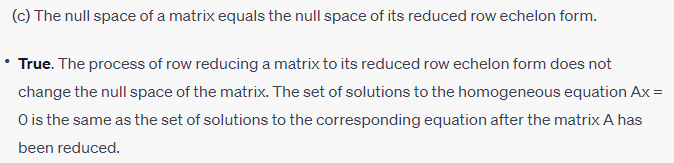 (c) The null space of a matrix equals the null space of its reduced row echelon form.
• True. The process of row reducing a matrix to its reduced row echelon form does not
change the null space of the matrix. The set of solutions to the homogeneous equation Ax =
0 is the same as the set of solutions to the corresponding equation after the matrix A has
been reduced.